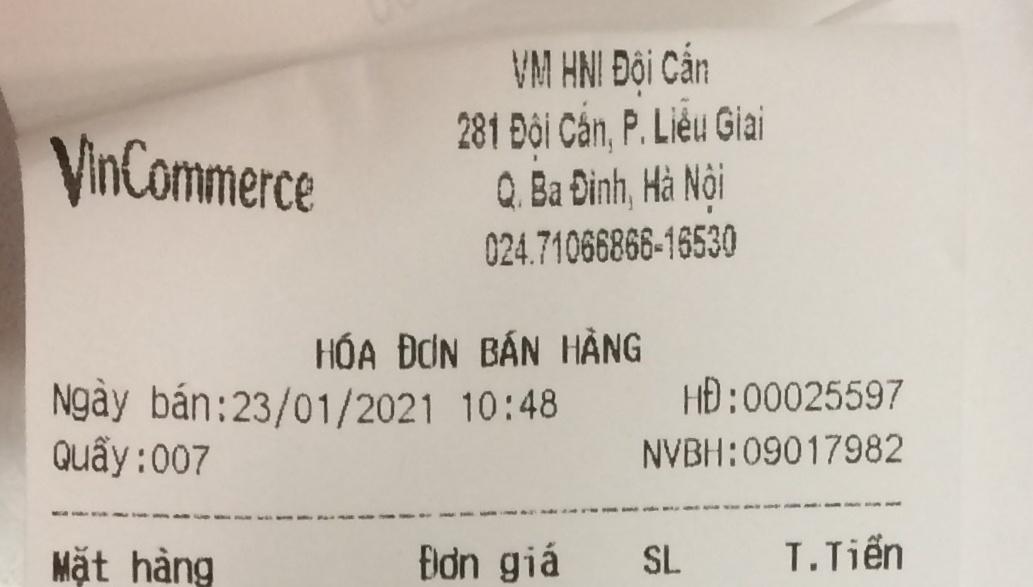 VM HNI Đội Cấn
281 Đội Cấn, P. Liễu Giai
VinCommerce
Q. Ba Đình, Hà Nội
024.71066866-16530
HÓA ĐƠN BÁN HÀNG
Ngày bán:23/01/2021 10:48 HĐ:00025597
Quầy:007 NVBH:09017982
Mặt hàng Đơn giá SL T.Tiền